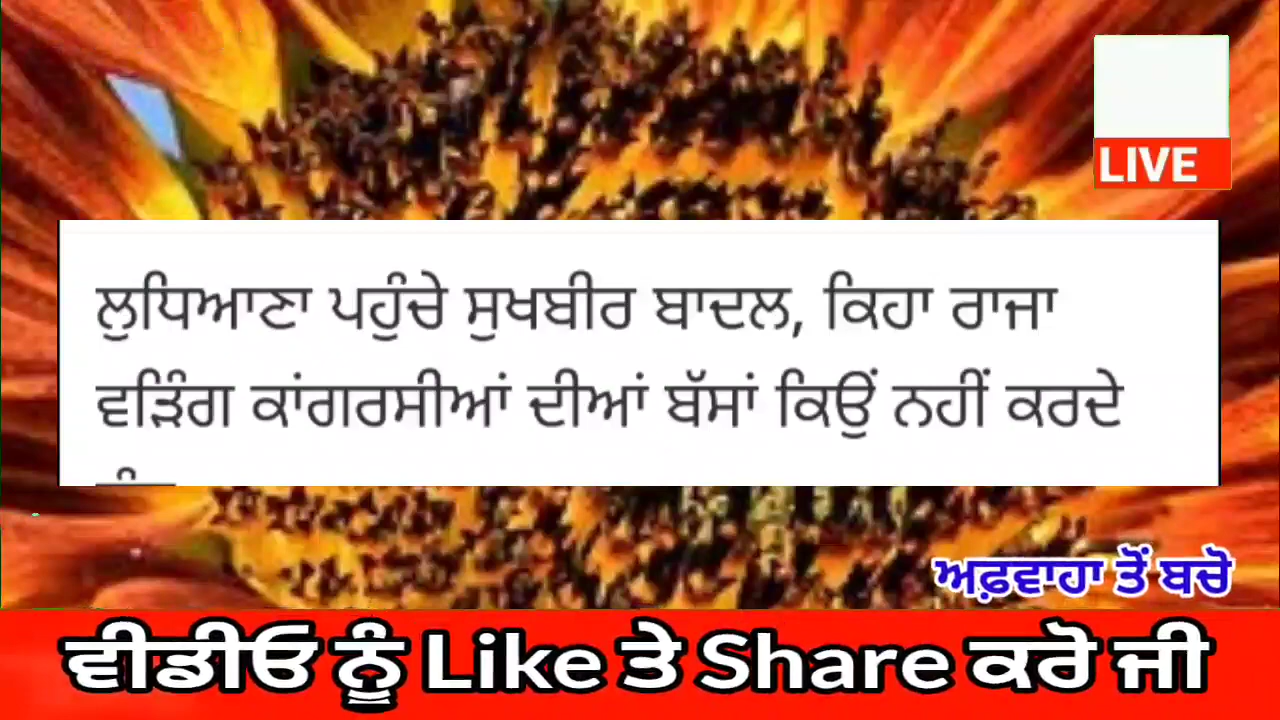 LIVE
ਲੁਧਿਆਣਾ ਪਹੁੰਚੇ ਸੁਖਬੀਰ ਬਾਦਲ, ਕਿਹਾ ਰਾਜਾ
ਵੜਿੰਗ ਕਾਂਗਰਸੀਆਂ ਦੀਆਂ ਬੱਸਾਂ ਕਿਉਂ ਨਹੀਂ ਕਰਦੇ
ਅਫ਼ਵਾਹਾ ਤੋਂ ਬਚੋ
ਵੀਡੀਓ ਨੂੰ Like ਤੇ Share ਕਰੋ ਜੀ